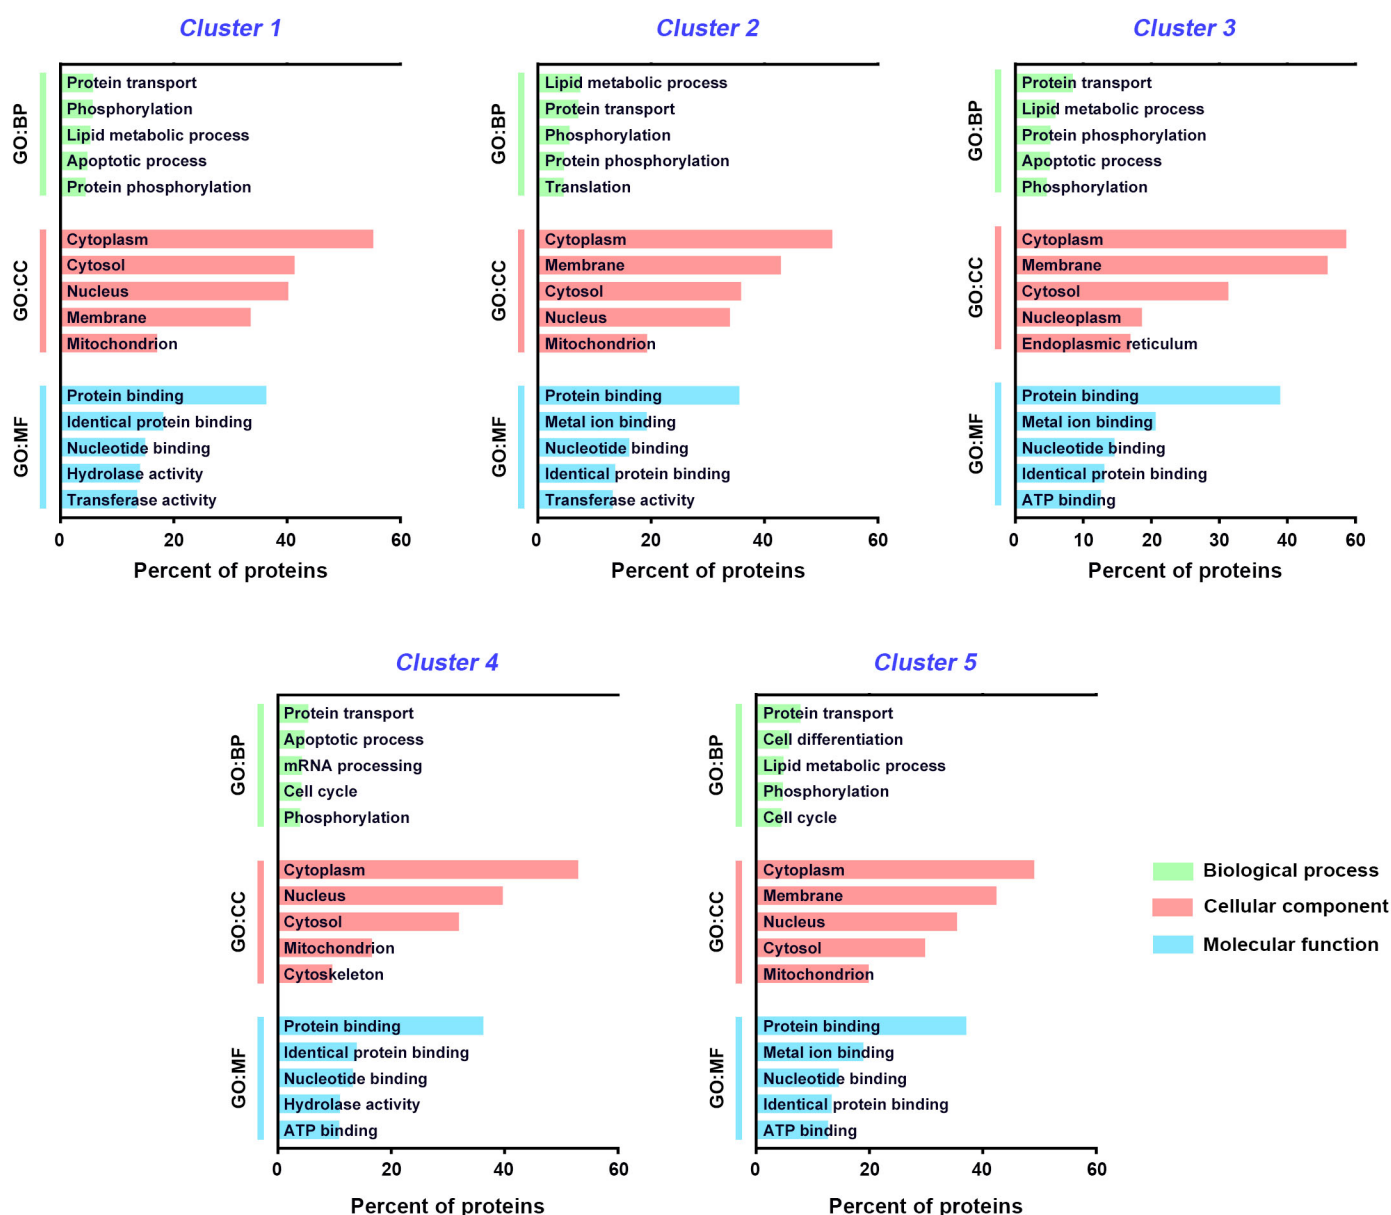 Cluster 1
GO:BP
Protein transport
Phosphorylation
Lipid metabolic process
Apoptotic process
Protein phosphorylation
GO:CC
Cytoplasm
Cytosol
Nucleus
Membrane
Mitochondrion
GO:MF
Protein binding
Identical protein binding
Nucleotide binding
Hydrolase activity
Transferase activity
0 20 40 60
Percent of proteins
Cluster 2
GO:BP
Lipid metabolic process
Protein transport
Phosphorylation
Protein phosphorylation
Translation
GO:CC
Cytoplasm
Membrane
Cytosol
Nucleus
Mitochondrion
GO:MF
Protein binding
Metal ion binding
Nucleotide binding
Identical protein binding
Transferase activity
0 20 40 60
Percent of proteins
Cluster 3
GO:BP
Protein transport
Lipid metabolic process
Protein phosphorylation
Apoptotic process
Phosphorylation
GO:CC
Cytoplasm
Membrane
Cytosol
Nucleoplasm
Endoplasmic reticulum
GO:MF
Protein binding
Metal ion binding
Nucleotide binding
Identical protein binding
ATP binding
0 10 20 30 40 60
Percent of proteins
Cluster 4
GO:BP
Protein transport
Apoptotic process
mRNA processing
Cell cycle
Phosphorylation
GO:CC
Cytoplasm
Nucleus
Cytosol
Mitochondrion
Cytoskeleton
GO:MF
Protein binding
Identical protein binding
Nucleotide binding
Hydrolase activity
ATP binding
0 20 40 60
Percent of proteins
Cluster 5
GO:BP
Protein transport
Cell differentiation
Lipid metabolic process
Phosphorylation
Cell cycle
GO:CC
Cytoplasm
Membrane
Nucleus
Cytosol
Mitochondrion
GO:MF
Protein binding
Metal ion binding
Nucleotide binding
Identical protein binding
ATP binding
0 20 40 60
Percent of proteins
Biological process
Cellular component
Molecular function